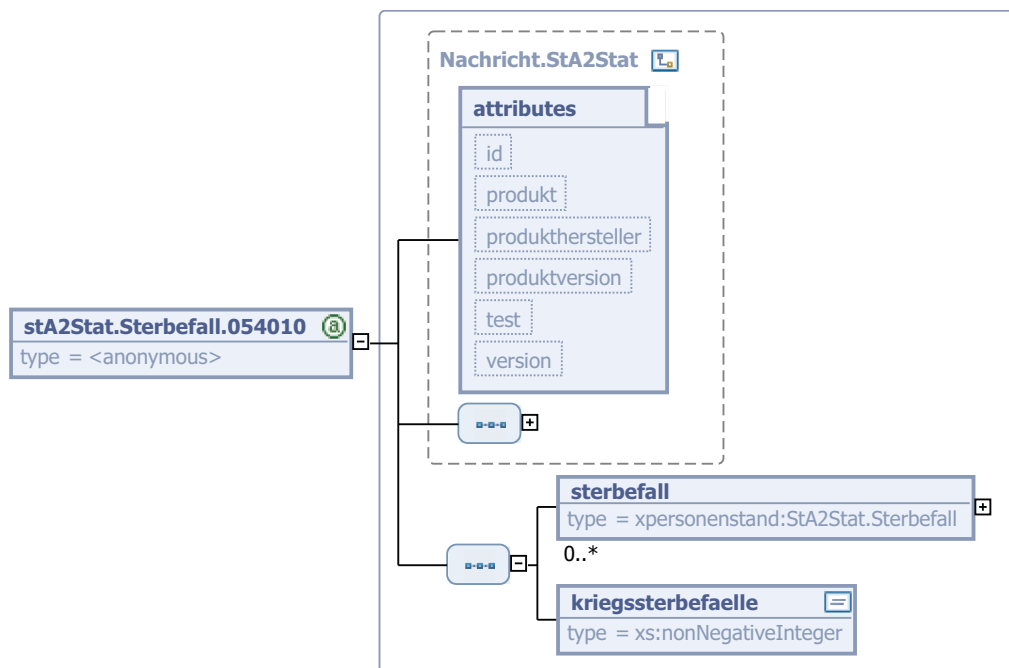 Nachricht.StA2Stat
attributes
id
produkt
produkthersteller
produktversion
test
version
stA2Stat.Sterbefall.054010
type = <anonymous>
sterbefall
type = xpersonenstand:StA2Stat.Sterbefall
0..*
kriegssterbefaelle
type = xs:nonNegativeInteger